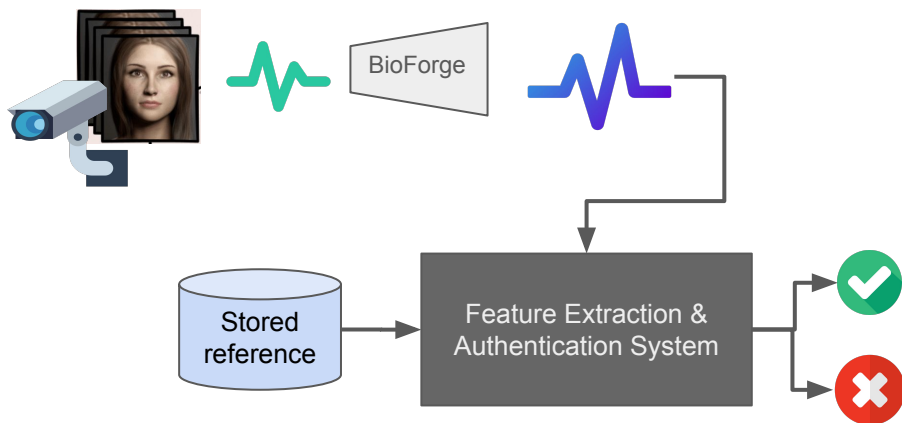 BioForge
Stored
reference
Feature Extraction &
Authentication System